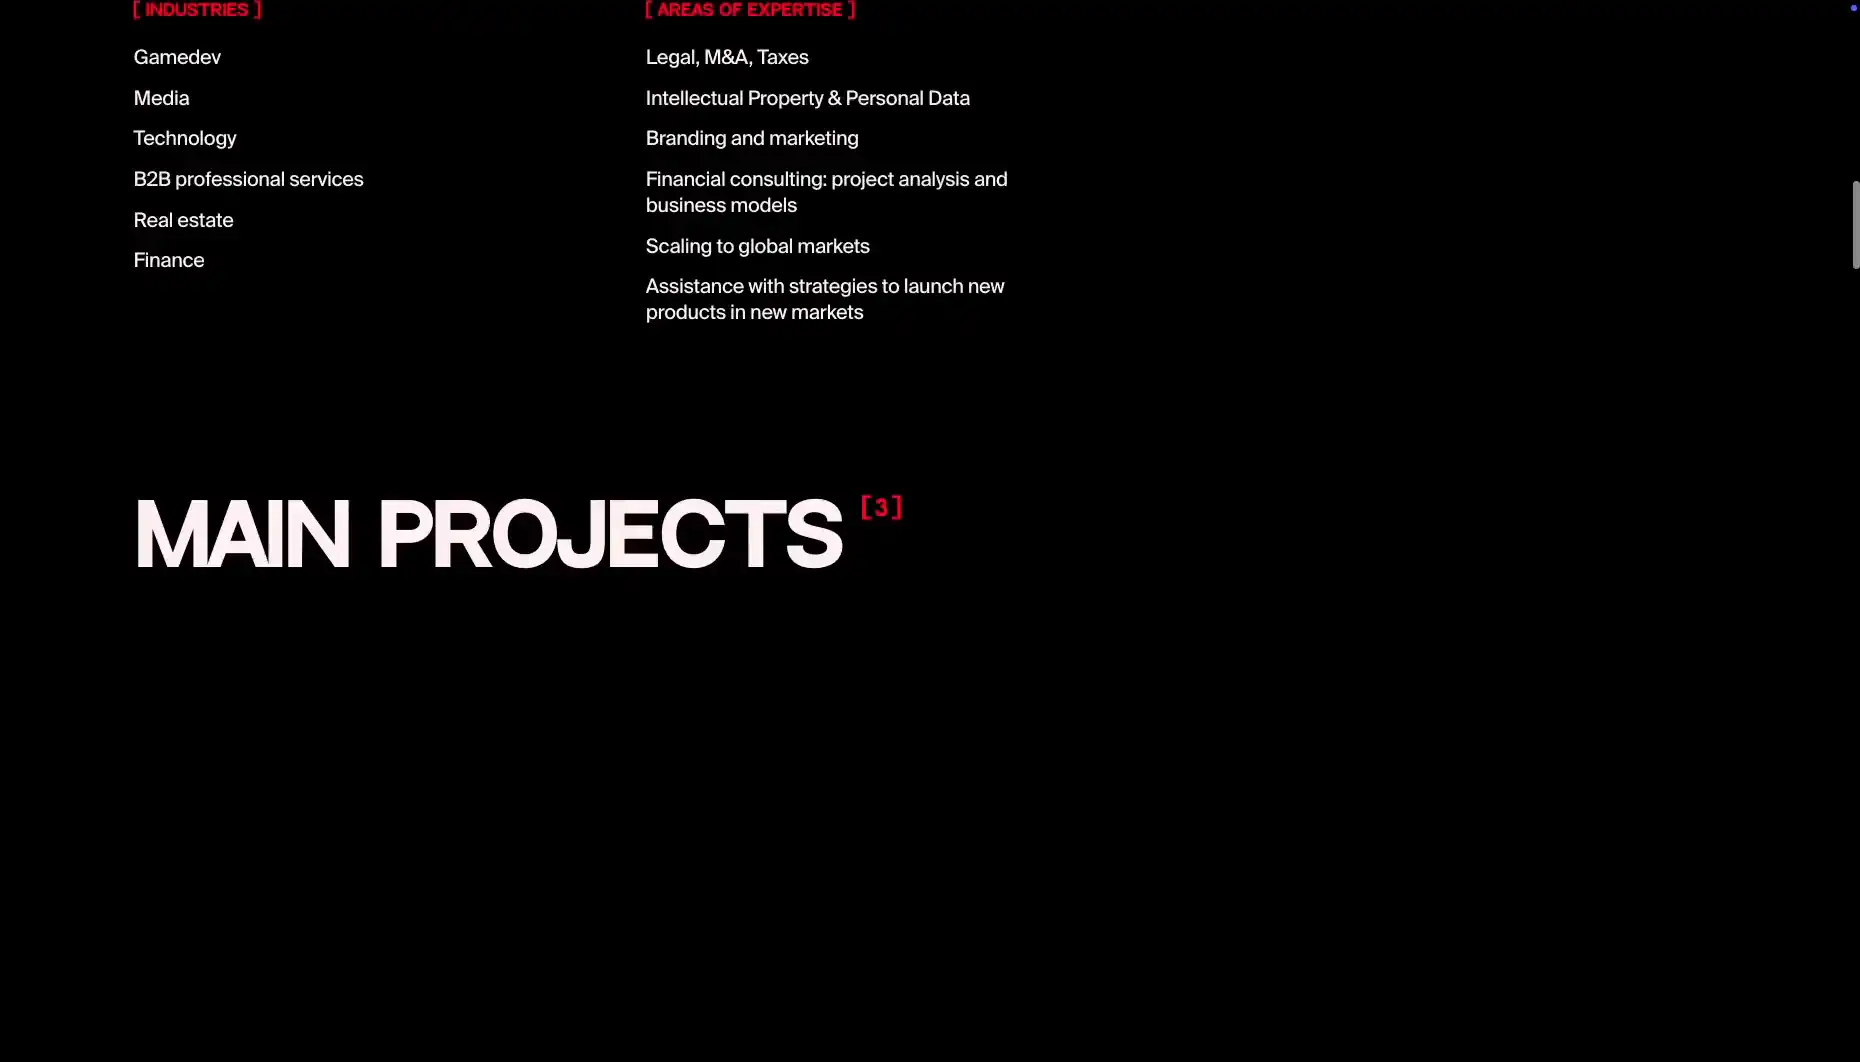 [ INDUSTRIES ]
Gamedev
Media
Technology
B2B professional services
Real estate
Finance
[ AREAS OF EXPERTISE ]
Legal, M&A, Taxes
Intellectual Property & Personal Data
Branding and marketing
Financial consulting: project analysis and
business models
Scaling to global markets
Assistance with strategies to launch new
products in new markets
MAIN PROJECTS [3]